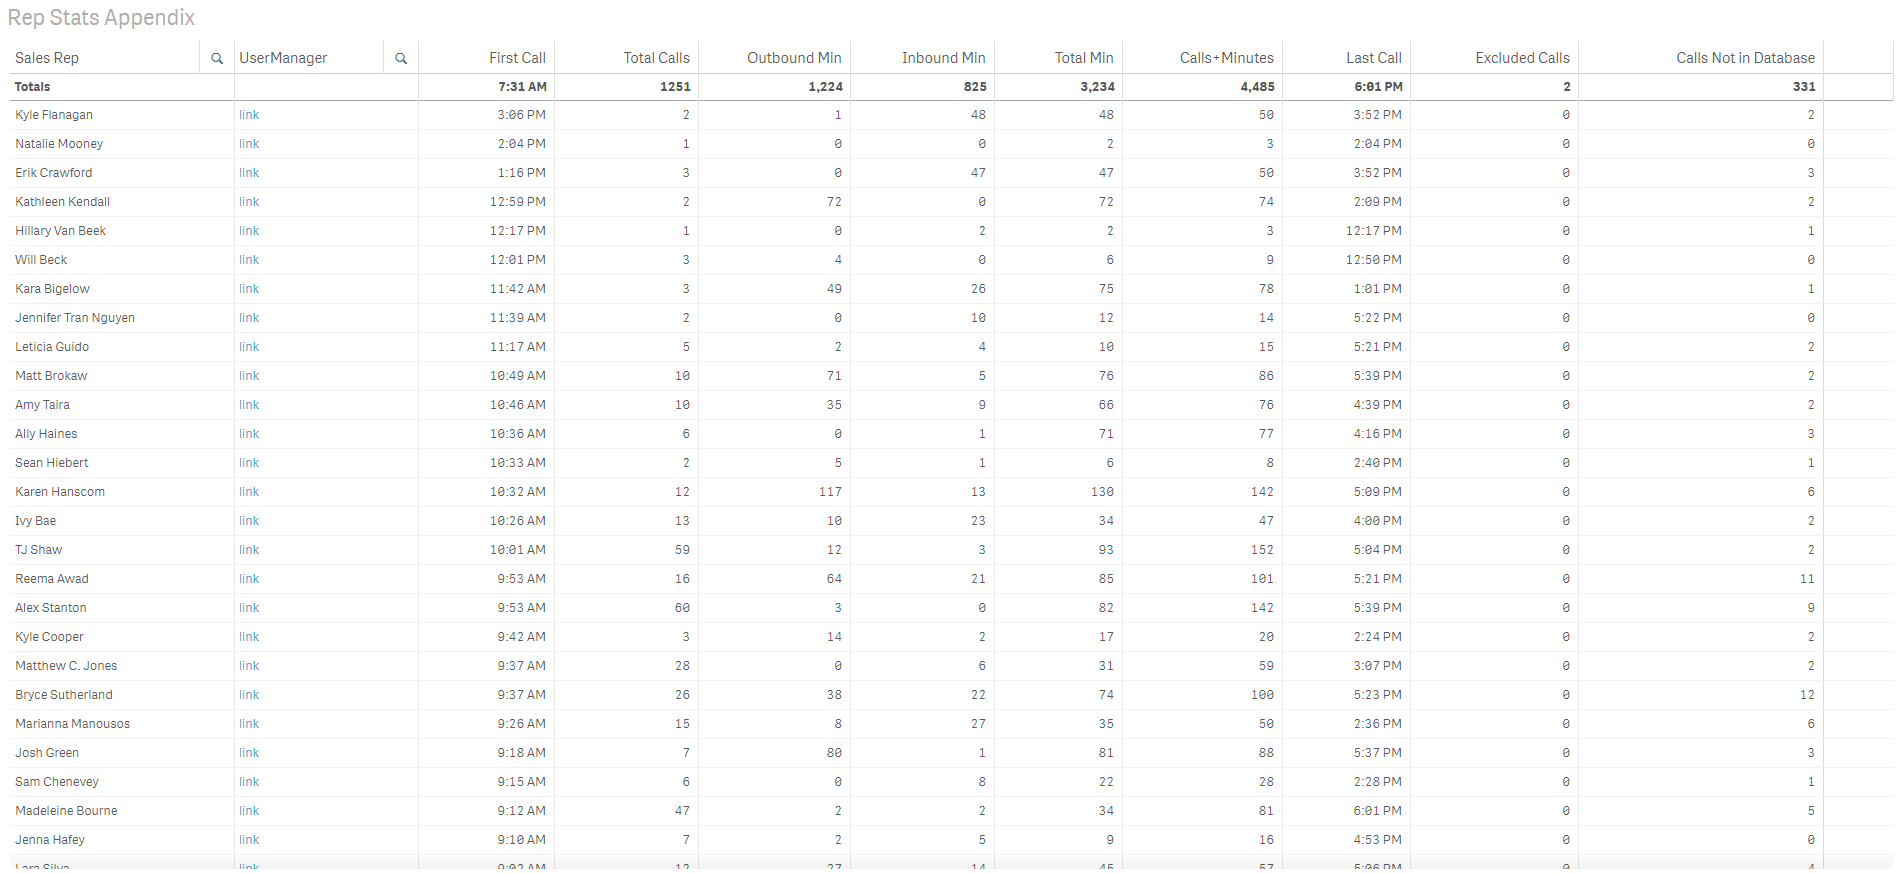 Rep Stats Appendix
Sales Rep UserManager First Call Total Calls Outbound Min Inbound Min Total Min Calls+Minutes Last Call Excluded Calls Calls Not in Database
Totals 7:31 AM 1251 1,224 825 3,234 4,485 6:01 PM 2 331
Kyle Flanagan link 3:06 PM 2 1 48 48 50 3:52 PM 0 2
Natalie Mooney link 2:04 PM 1 0 0 2 3 2:04 PM 0 0
Erik Crawford link 1:16 PM 3 0 47 47 50 3:52 PM 0 3
Kathleen Kendall link 12:59 PM 2 72 0 72 74 2:09 PM 0 2
Hillary Van Beek link 12:17 PM 1 0 2 2 3 12:17 PM 0 1
Will Beck link 12:01 PM 3 4 0 6 9 12:50 PM 0 0
Kara Bigelow link 11:42 AM 3 49 26 75 78 1:01 PM 0 1
Jennifer Tran Nguyen link 11:39 AM 2 0 10 12 14 5:22 PM 0 0
Leticia Guido link 11:17 AM 5 2 4 10 15 5:21 PM 0 2
Matt Brokaw link 10:49 AM 10 71 5 76 86 5:39 PM 0 2
Amy Taira link 10:46 AM 10 35 9 66 76 4:39 PM 0 2
Ally Haines link 10:36 AM 6 0 1 71 77 4:16 PM 0 3
Sean Hiebert link 10:33 AM 2 5 1 6 8 2:40 PM 0 1
Karen Hanscom link 10:32 AM 12 117 13 130 142 5:09 PM 0 6
Ivy Bae link 10:26 AM 13 10 23 34 47 4:00 PM 0 2
TJ Shaw link 10:01 AM 59 12 3 93 152 5:04 PM 0 2
Reema Awad link 9:53 AM 16 64 21 85 101 5:21 PM 0 11
Alex Stanton link 9:53 AM 60 3 0 82 142 5:39 PM 0 9
Kyle Cooper link 9:42 AM 3 14 2 17 20 2:24 PM 0 2
Matthew C. Jones link 9:37 AM 28 0 6 31 59 3:07 PM 0 2
Bryce Sutherland link 9:37 AM 26 38 22 74 100 5:23 PM 0 12
Marianna Manousos link 9:26 AM 15 8 27 35 50 2:36 PM 0 6
Josh Green link 9:18 AM 7 80 1 81 88 5:37 PM 0 3
Sam Chenevey link 9:15 AM 6 0 8 22 28 2:28 PM 0 1
Madeleine Bourne link 9:12 AM 47 2 2 34 81 6:01 PM 0 5
Jenna Hafey link 9:10 AM 7 2 5 9 16 4:53 PM 0 0
link